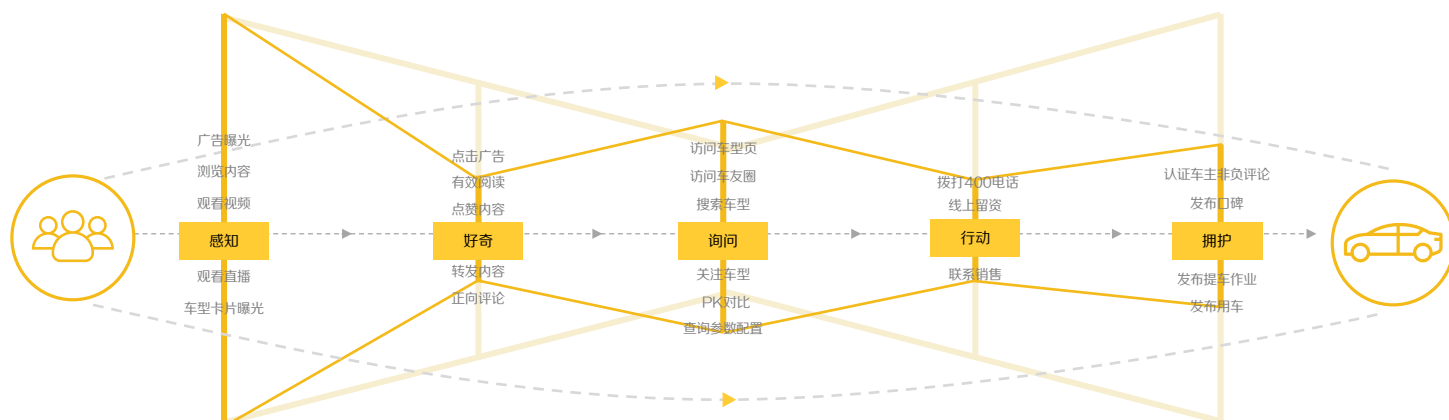 广告曝光
浏览内容
观看视频
感知
观看直播
车型卡片曝光
点击广告
有效阅读
点赞内容
好奇
转发内容
正向评论
访问车型页
访问车友圈
搜索车型
询问
关注车型
PK对比
查询参数配置
拨打400电话
线上留资
行动
联系销售
认证车主非负评论
发布口碑
拥护
发布提车作业
发布用车